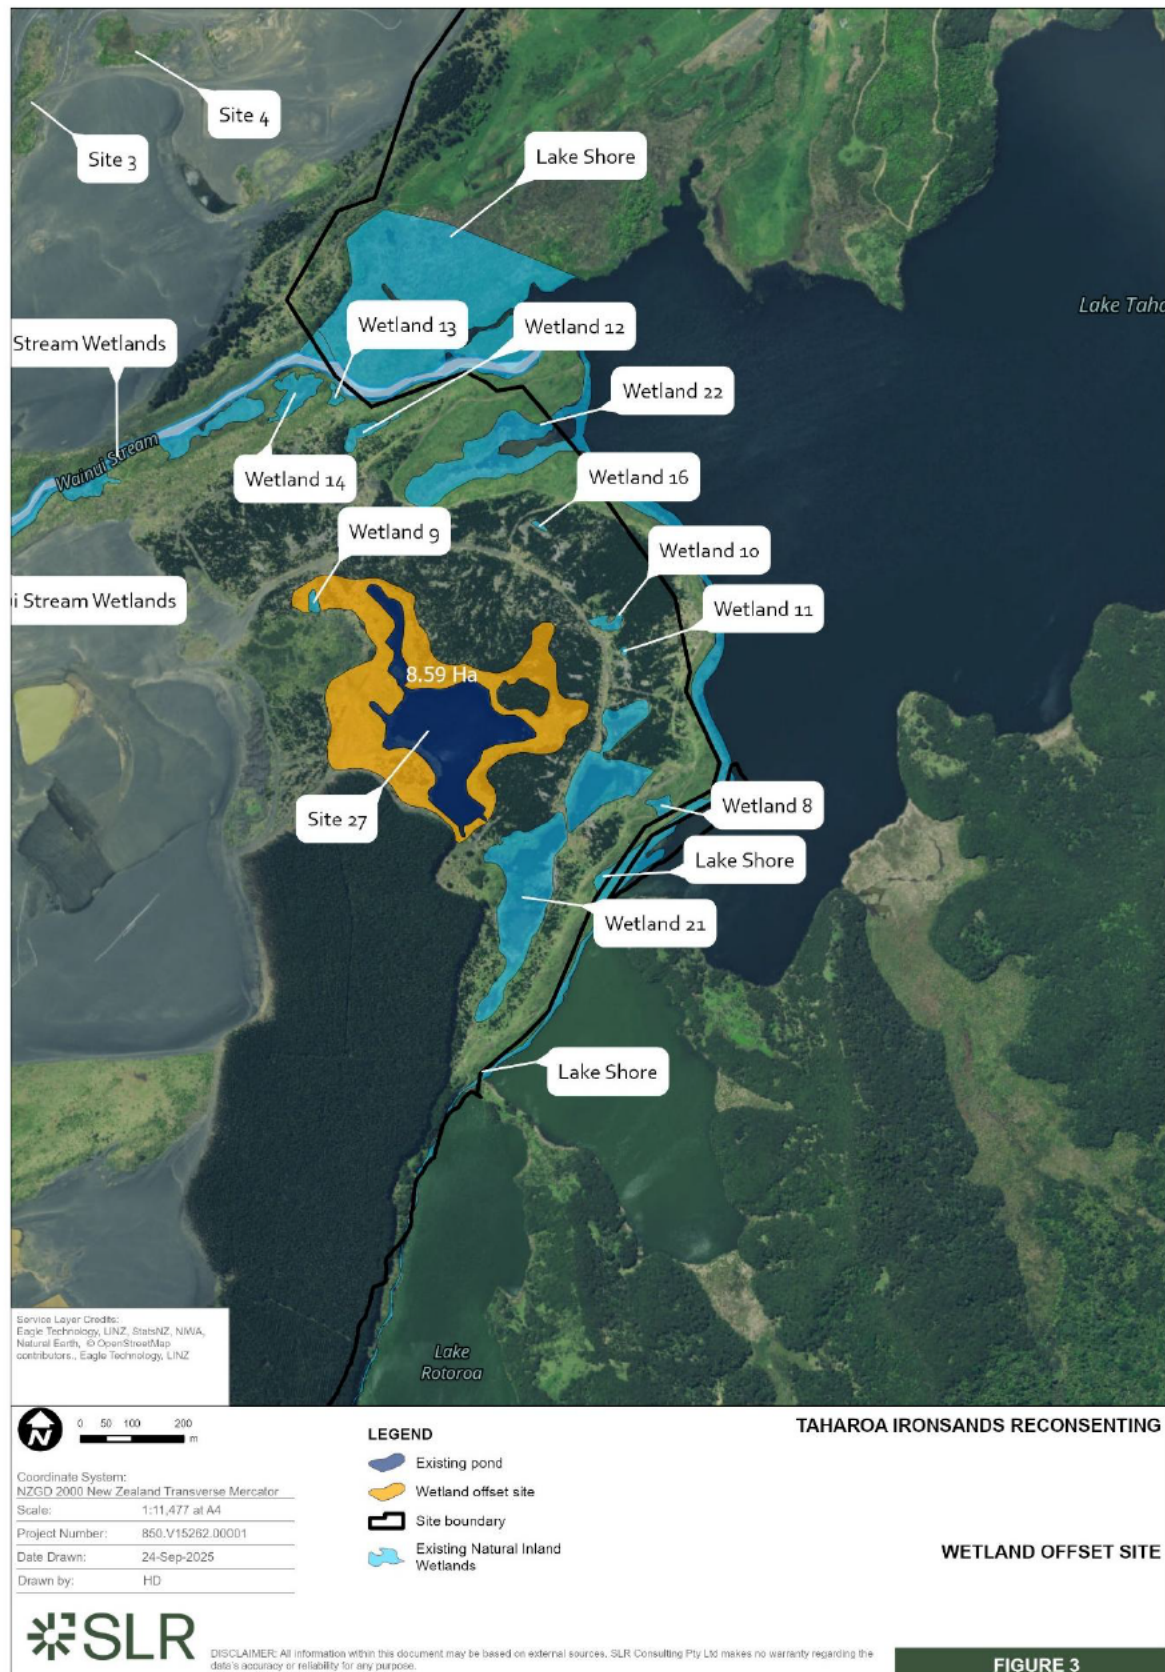 Site 4
Site 3
Lake Shore
Lake Taha
Wetland 13
Wetland 12
Stream Wetlands
Wetland 22
Wainui Stream
Wetland 14
Wetland 16
Wetland 9
Wetland 10
ui Stream Wetlands
Wetland 11
8.59 Ha
Site 27
Wetland 8
Lake Shore
Wetland 21
Lake Shore
Service Layer Credits:
Eagle Technology, LINZ, StatsNZ, NIWA,
Natural Earth, © OpenStreetMap
contributors., Eagle Technology, LINZ
Lake
Rotoroa
N
0 50 100 200
m
Coordinate System:
NZGD 2000 New Zealand Transverse Mercator
Scale: 1:11,477 at A4
Project Number: 850.V15262.00001
Date Drawn: 24-Sep-2025
Drawn by: HD
LEGEND
Existing pond
Wetland offset site
Site boundary
Existing Natural Inland
Wetlands
TAHAROA IRONSANDS RECONSENTING
WETLAND OFFSET SITE
SLR
DISCLAIMER: All information within this document may be based on external sources. SLR Consulting Pty Ltd makes no warranty regarding the
data's accuracy or reliability for any purpose.
FIGURE 3